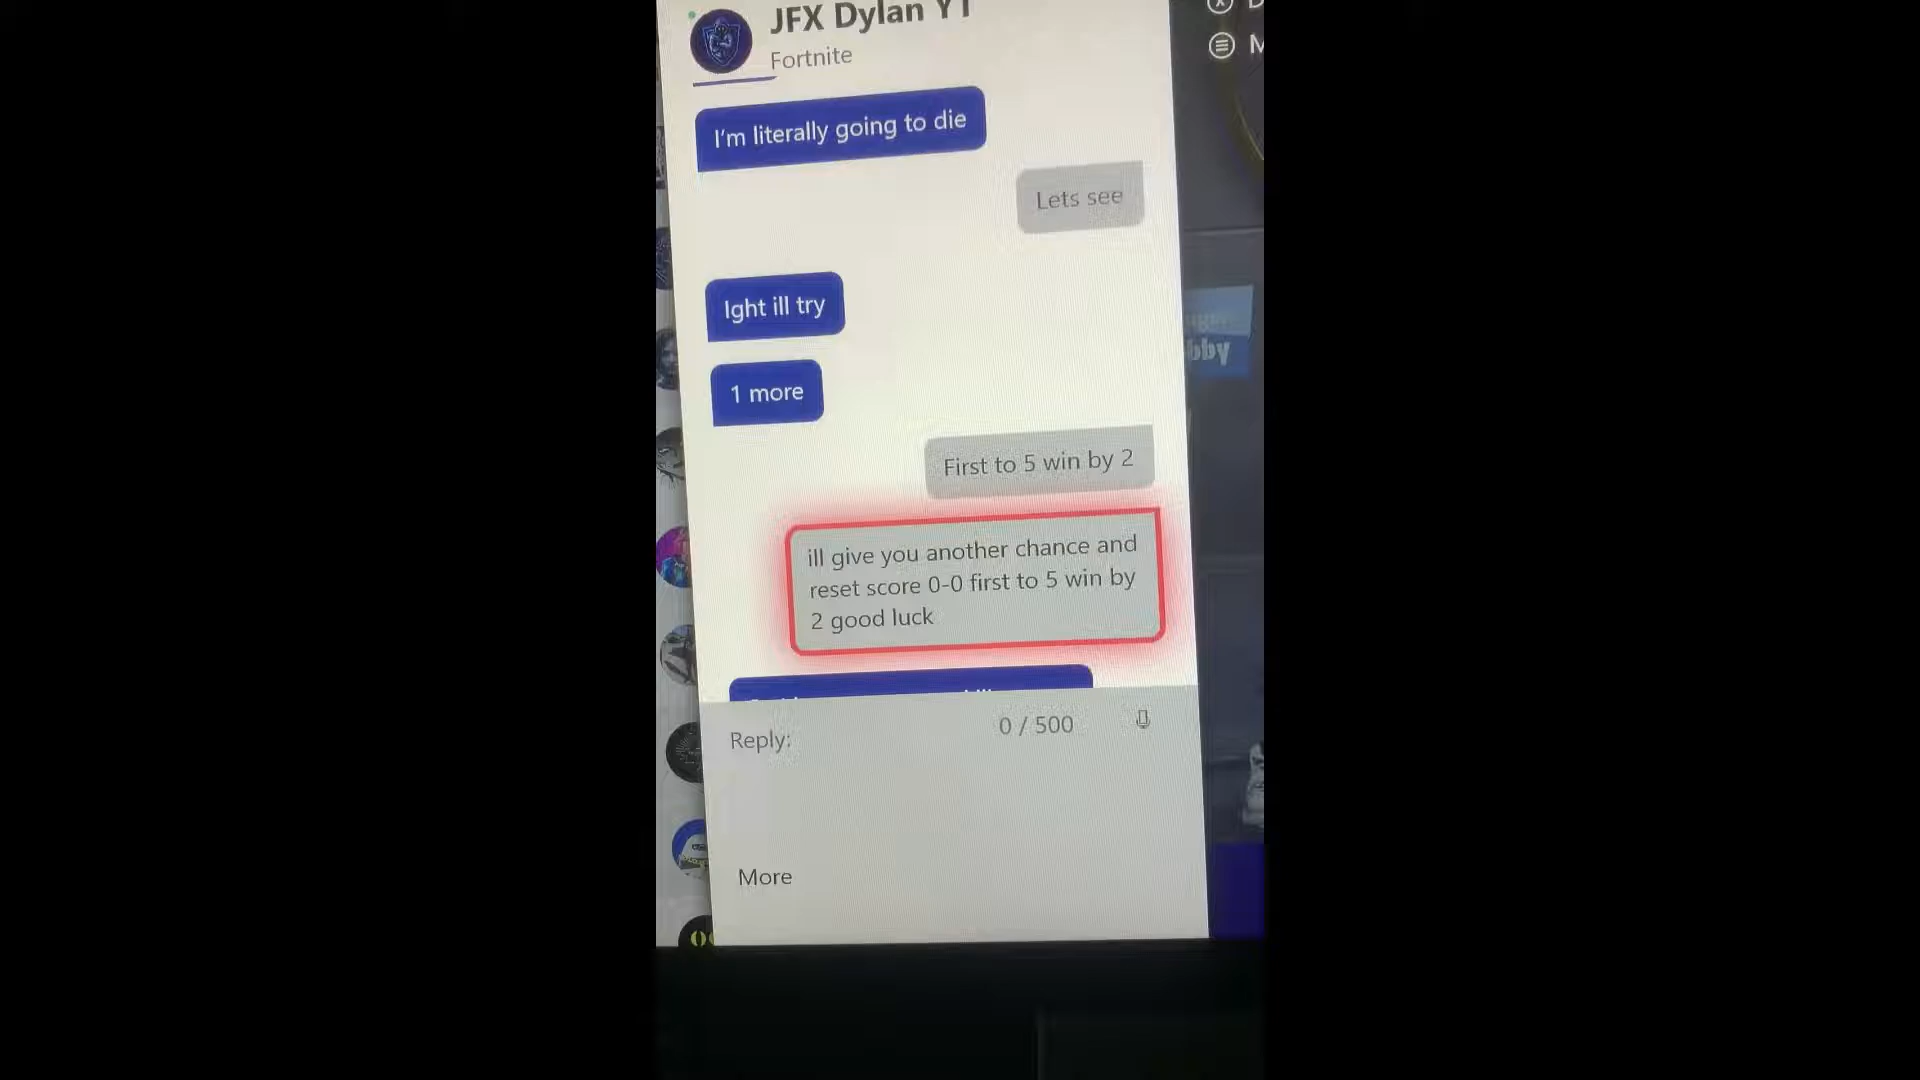 JFX Dylan YT
Fortnite
I'm literally going to die
Lets see
Ight ill try
1 more
First to 5 win by 2
ill give you another chance and
reset score 0-0 first to 5 win by
2 good luck
Reply:
0 / 500
More